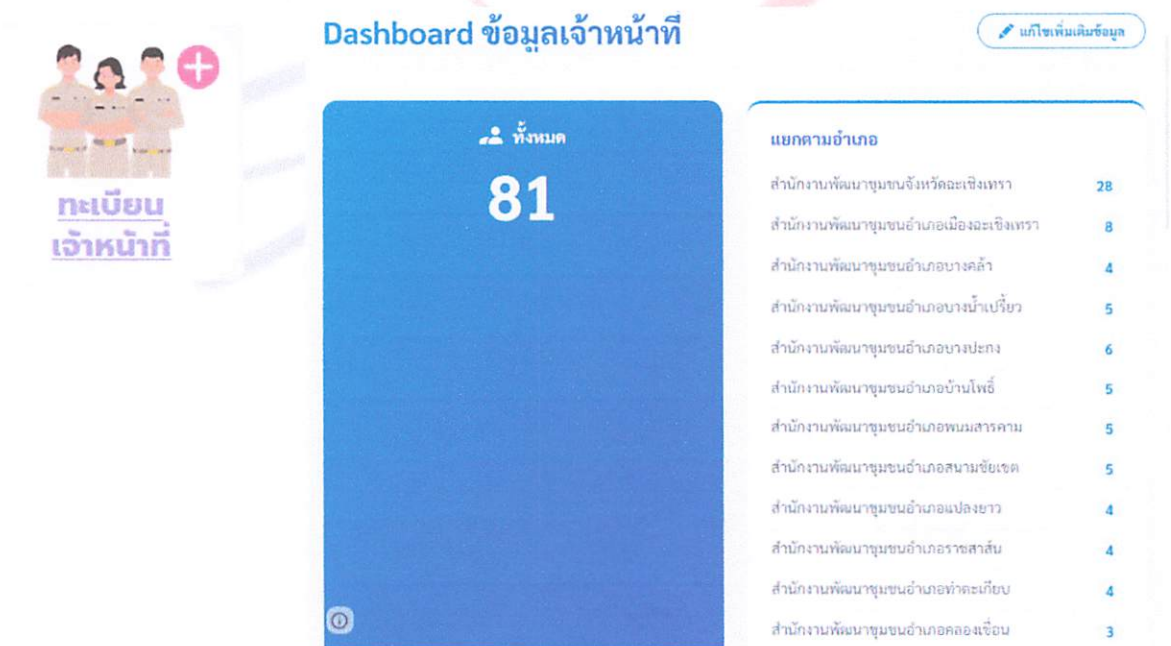 ทะเบียน
เจ้าหน้าที่
Dashboard ข้อมูลเจ้าหน้าที่
แก้ไขเพิ่มเติมข้อมูล
ทั้งหมด
81
แยกตามอำเภอ
สำนักงานพัฒนาชุมชนจังหวัดฉะเชิงเทรา 28
สำนักงานพัฒนาชุมชนอำเภอเมืองฉะเชิงเทรา 8
สำนักงานพัฒนาชุมชนอำเภอบางคล้า 4
สำนักงานพัฒนาชุมชนอำเภอบางน้ำเปรี้ยว 5
สำนักงานพัฒนาชุมชนอำเภอบางปะกง 6
สำนักงานพัฒนาชุมชนอำเภอบ้านโพธิ์ 5
สำนักงานพัฒนาชุมชนอำเภอพนมสารคาม 5
สำนักงานพัฒนาชุมชนอำเภอสนามชัยเขต 5
สำนักงานพัฒนาชุมชนอำเภอแปลงยาว 4
สำนักงานพัฒนาชุมชนอำเภอราชสาส์น 4
สำนักงานพัฒนาชุมชนอำเภอท่าตะเกียบ 4
สำนักงานพัฒนาชุมชนอำเภอคลองเขื่อน 3